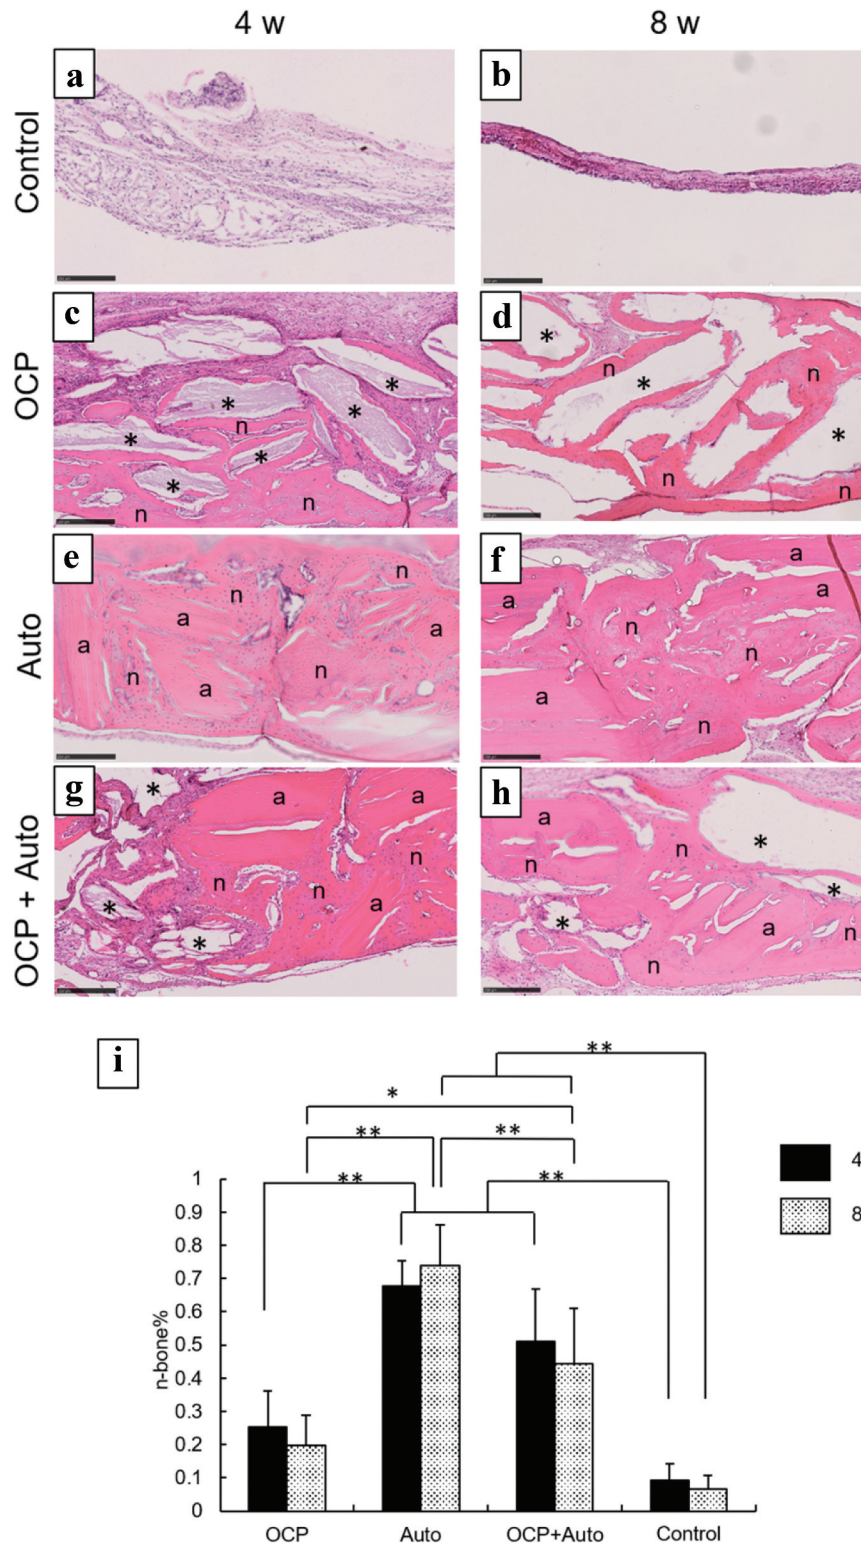 4 w 8 w
Control
a
b
OCP
c
* * * * * * n n n
d
* * * n n n n
Auto
e
n a n a n a a
f
a a a n n a n
OCP + Auto
g
* a a n n * a *
h
a n * n * * a n n
i
**
*
** **
** **
4
8
1
0.9
0.8
0.7
0.6
0.5
0.4
0.3
0.2
0.1
0
n-bone%
OCP Auto OCP+Auto Control